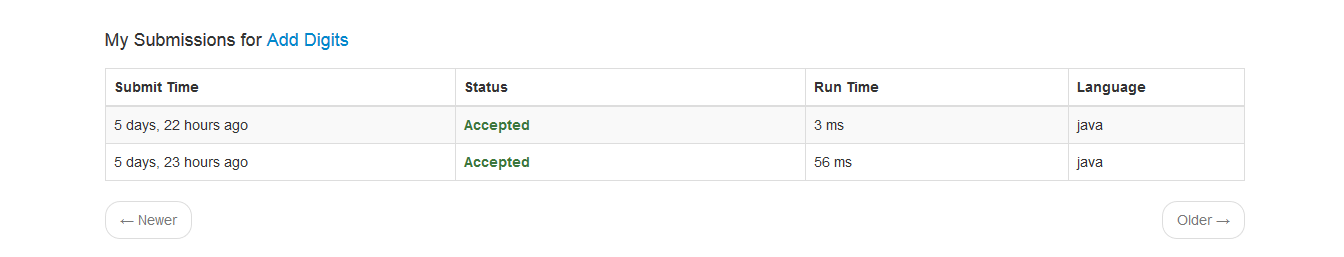 My Submissions for Add Digits
Submit Time Status Run Time Language
5 days, 22 hours ago Accepted 3 ms java
5 days, 23 hours ago Accepted 56 ms java
← Newer Older →